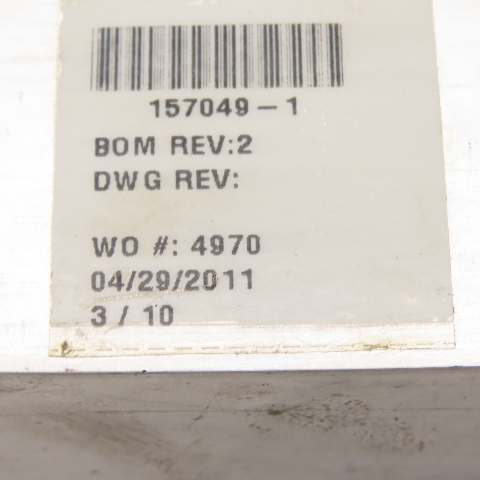 157049-1
BOM REV:2
DWG REV:
WO #: 4970
04/29/2011
3 / 10